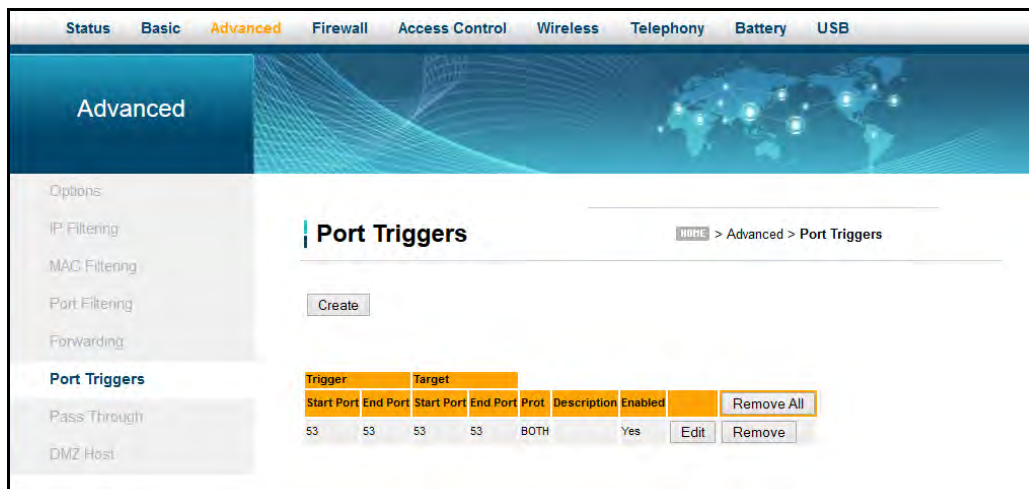 Status Basic Advanced Firewall Access Control Wireless Telephony Battery USB
Advanced
Options
IP Filtering
MAC Filtering
Port Filtering
Forwarding
Port Triggers
Pass Through
DMZ Host
Port Triggers
HOME > Advanced > Port Triggers
Create
Trigger Target
Start Port End Port Start Port End Port Prot Description Enabled Remove All
53 53 53 53 BOTH Yes Edit Remove